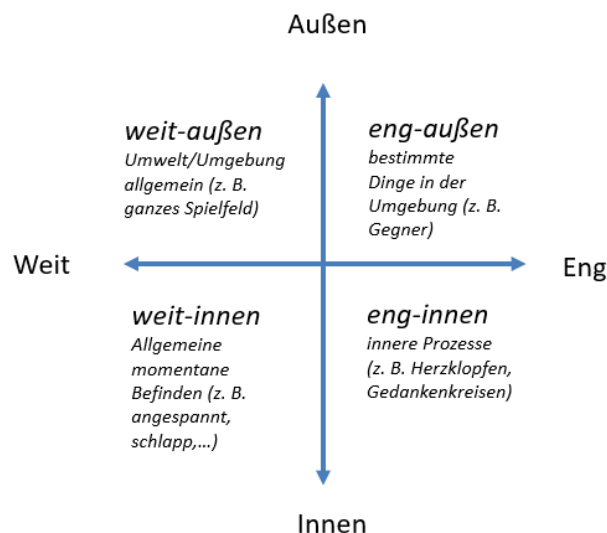 Außen
weit-außen
Umwelt/Umgebung
allgemein (z. B.
ganzes Spielfeld)
eng-außen
bestimmte
Dinge in der
Umgebung (z. B.
Gegner)
Weit
Eng
weit-innen
Allgemeine
momentane
Befinden (z. B.
angespannt,
schlapp,...)
eng-innen
innere Prozesse
(z. B. Herzklopfen,
Gedankenkreisen)
Innen